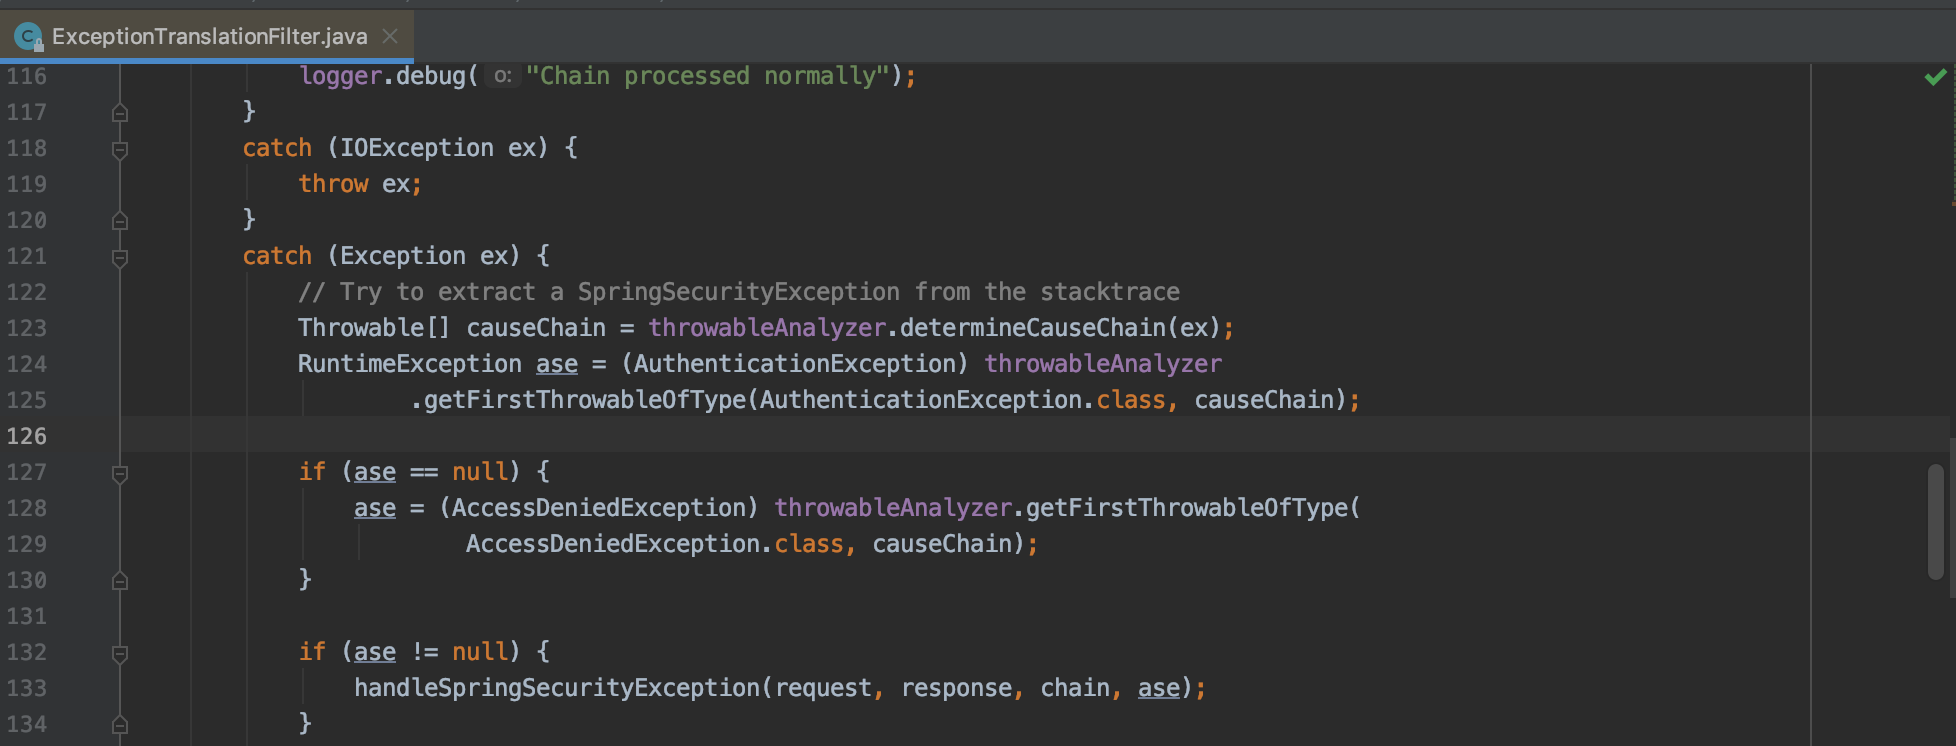 C ExceptionTranslationFilter.java
116 logger.debug( o: "Chain processed normally");
117 }
118 catch (IOException ex) {
119 throw ex;
120 }
121 catch (Exception ex) {
122 // Try to extract a SpringSecurityException from the stacktrace
123 Throwable[] causeChain = throwableAnalyzer.determineCauseChain(ex);
124 RuntimeException ase = (AuthenticationException) throwableAnalyzer
125 .getFirstThrowableOfType(AuthenticationException.class, causeChain);
126
127 if (ase == null) {
128 ase = (AccessDeniedException) throwableAnalyzer.getFirstThrowableOfType(
129 AccessDeniedException.class, causeChain);
130 }
131
132 if (ase != null) {
133 handleSpringSecurityException(request, response, chain, ase);
134 }